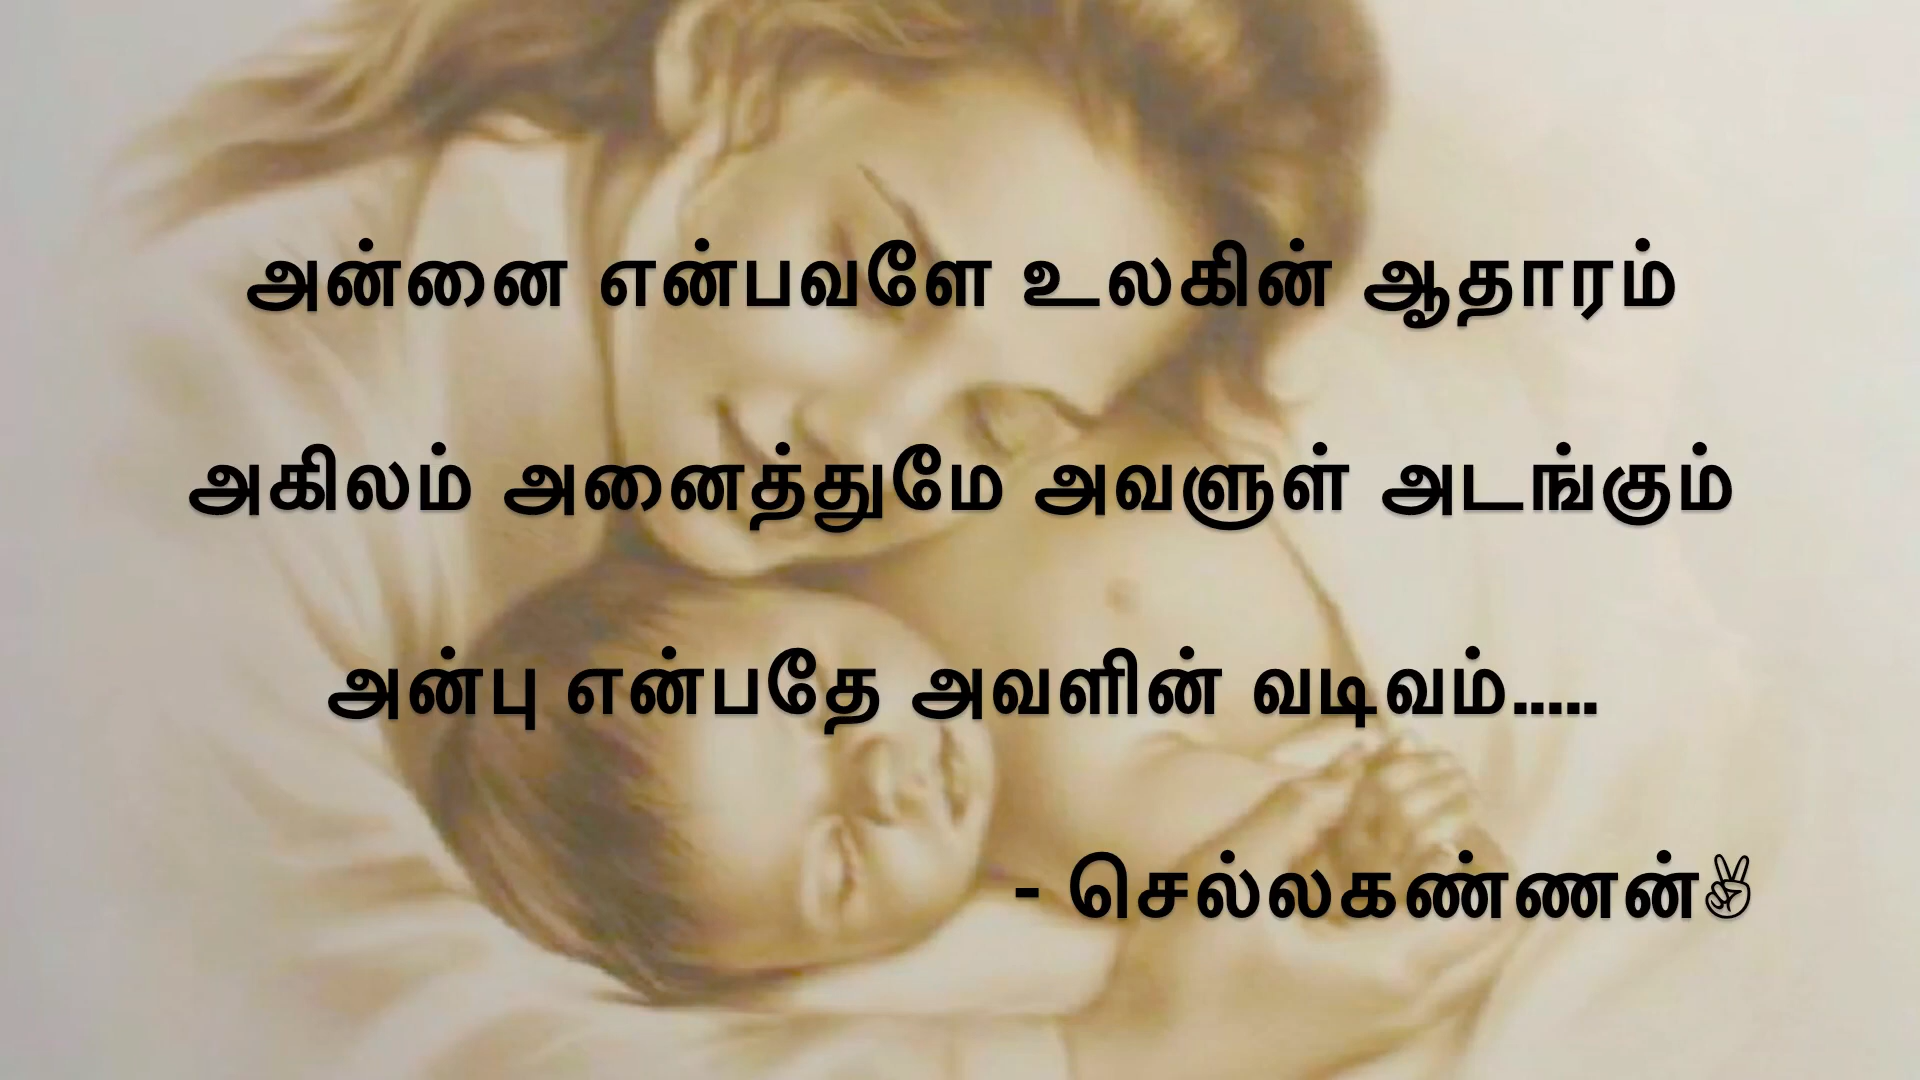 அன்னை என்பவளே உலகின் ஆதாரம்
அகிலம் அனைத்துமே அவளுள் அடங்கும்
அன்பு என்பதே அவளின் வடிவம்.....
- செல்லகண்ணன்✌